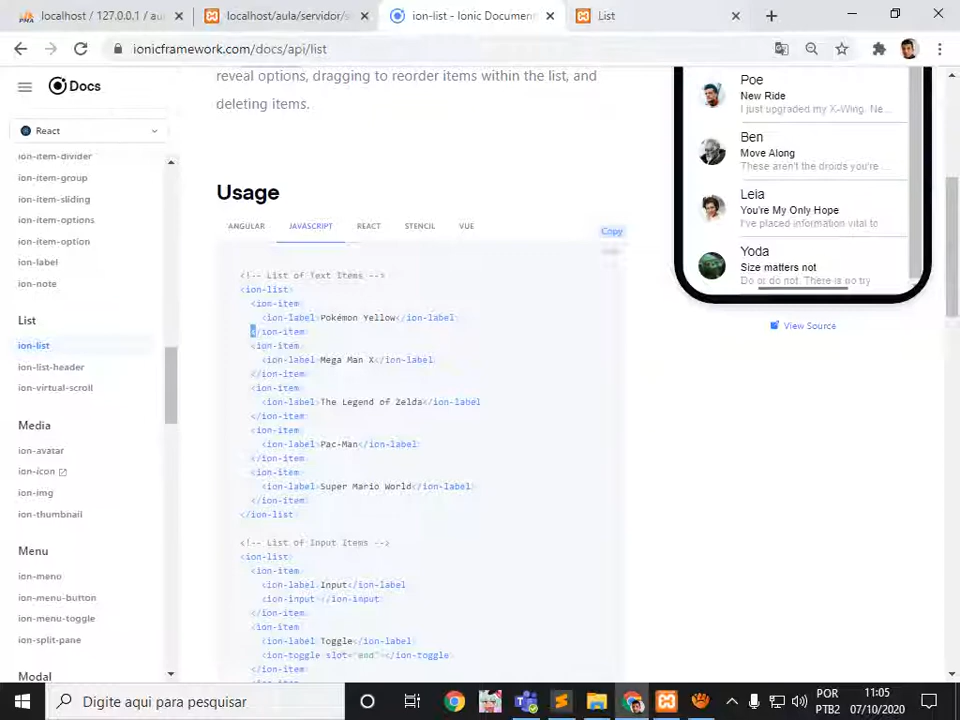 localhost / 127.0.0.1 / au
localhost/aula/servidor/s
ion-list - Ionic Documen
List
ionicframework.com/docs/api/list
Docs
React
ion-item-divider
ion-item-group
ion-item-sliding
ion-item-options
ion-item-option
ion-label
ion-note
List
ion-list
ion-list-header
ion-virtual-scroll
Media
ion-avatar
ion-icon
ion-img
ion-thumbnail
Menu
ion-menu
ion-menu-button
ion-menu-toggle
ion-split-pane
Modal
reveal options, dragging to reorder items within the list, and
deleting items.
Usage
ANGULAR JAVASCRIPT REACT STENCIL VUE
Copy
<!-- List of Text Items -->
<ion-list>
<ion-item>
<ion-label>Pokémon Yellow</ion-label>
</ion-item>
<ion-item>
<ion-label>Mega Man X</ion-label>
</ion-item>
<ion-item>
<ion-label>The Legend of Zelda</ion-label>
</ion-item>
<ion-item>
<ion-label>Pac-Man</ion-label>
</ion-item>
<ion-item>
<ion-label>Super Mario World</ion-label>
</ion-item>
</ion-list>
<!-- List of Input Items -->
<ion-list>
<ion-item>
<ion-label>Input</ion-label>
<ion-input></ion-input>
</ion-item>
<ion-item>
<ion-label>Toggle</ion-label>
<ion-toggle slot="end"></ion-toggle>
</ion-item>
Poe
New Ride
I just upgraded my X-Wing. Ne...
Ben
Move Along
These aren't the droids you're ...
Leia
You're My Only Hope
I've placed information vital to
Yoda
Size matters not
Do or do not. There is no try
View Source
Digite aqui para pesquisar
POR
PTB2
11:05
07/10/2020